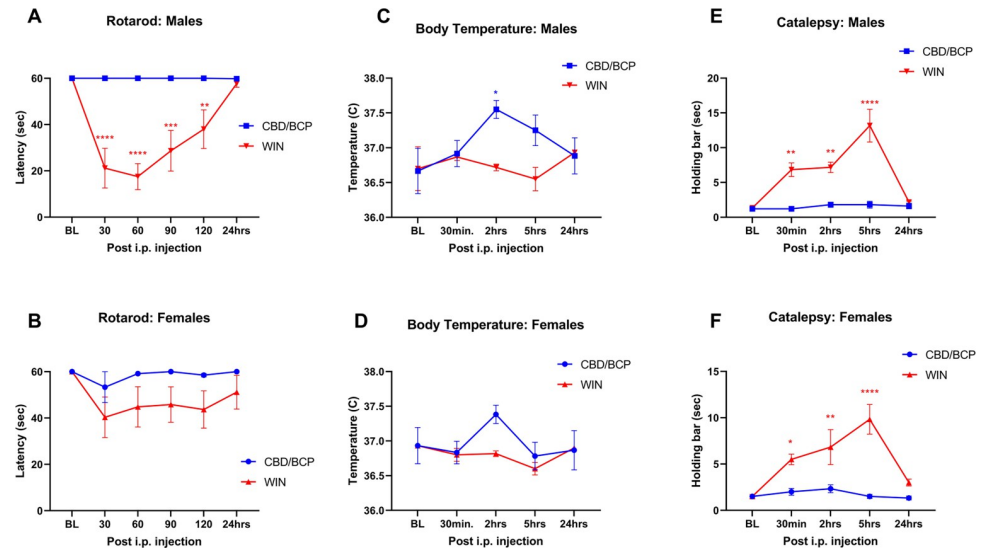 A
Rotarod: Males
60
40
20
0
Latency (sec)
****
****
***
**
CBD/BCP
WIN
BL 30 60 90 120 24hrs
Post i.p. injection
C
Body Temperature: Males
CBD/BCP
WIN
38.0
37.5
37.0
36.5
36.0
Temperature (C)
*
BL 30min. 2hrs 5hrs 24hrs
Post i.p. injection
E
Catalepsy: Males
CBD/BCP
WIN
20
15
10
5
0
Holding bar (sec)
**
**
****
BL 30min 2hrs 5hrs 24hrs
Post i.p. injection
B
Rotarod: Females
60
40
20
0
Latency (sec)
CBD/BCP
WIN
BL 30 60 90 120 24hrs
Post i.p. injection
D
Body Temperature: Females
CBD/BCP
WIN
38.0
37.5
37.0
36.5
36.0
Temperature (C)
BL 30min. 2hrs 5hrs 24hrs
Post i.p. injection
F
Catalepsy: Females
CBD/BCP
WIN
15
10
5
0
Holding bar (sec)
*
**
****
BL 30min 2hrs 5hrs 24hrs
Post i.p. injection